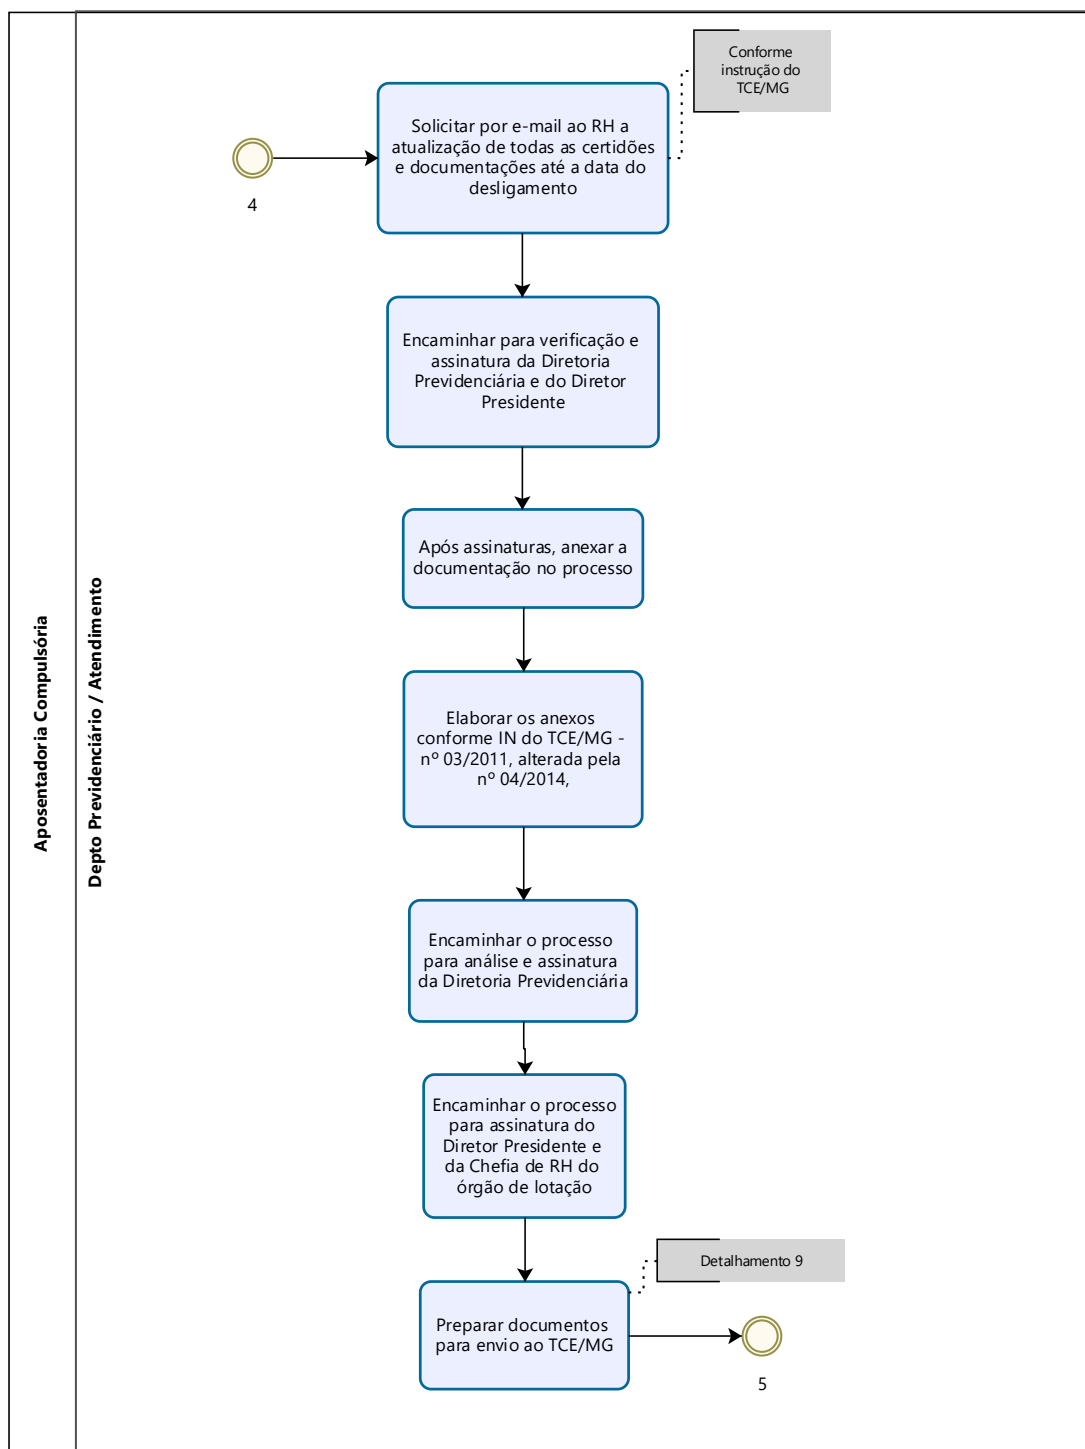 Aposentadoria Compulsória
Depto Previdenciário / Atendimento
Conforme
instrução do
TCE/MG
4
Solicitar por e-mail ao RH a
atualização de todas as certidões
e documentações até a data do
desligamento
Encaminhar para verificação e
assinatura da Diretoria
Previdenciária e do Diretor
Presidente
Após assinaturas, anexar a
documentação no processo
Elaborar os anexos
conforme IN do TCE/MG -
nº 03/2011, alterada pela
nº 04/2014,
Encaminhar o processo
para análise e assinatura
da Diretoria Previdenciária
Encaminhar o processo
para assinatura do
Diretor Presidente e
da Chefia de RH do
órgão de lotação
Detalhamento 9
Preparar documentos
para envio ao TCE/MG
5